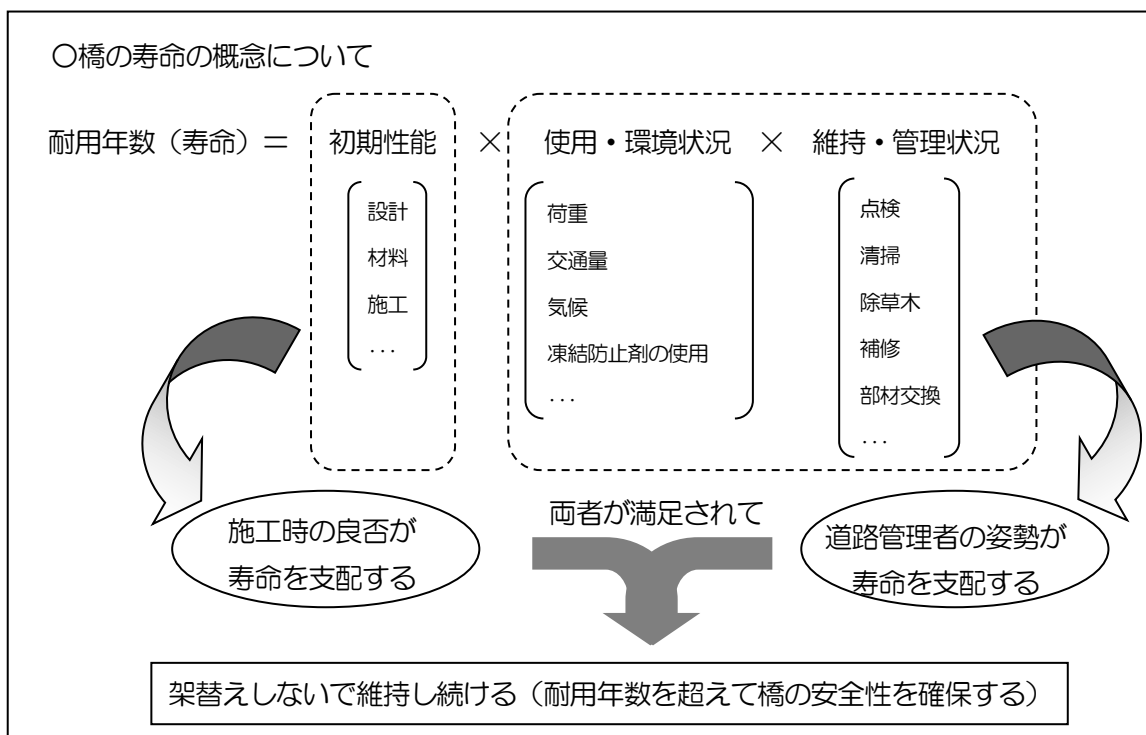 〇橋の寿命の概念について
耐用年数（寿命）＝ 初期性能 × 使用・環境状況 × 維持・管理状況
設計
材料
施工
...
荷重
交通量
気候
凍結防止剤の使用
...
点検
清掃
除草木
補修
部材交換
...
施工時の良否が
寿命を支配する
両者が満足されて
道路管理者の姿勢が
寿命を支配する
架替えしないで維持し続ける（耐用年数を超えて橋の安全性を確保する）